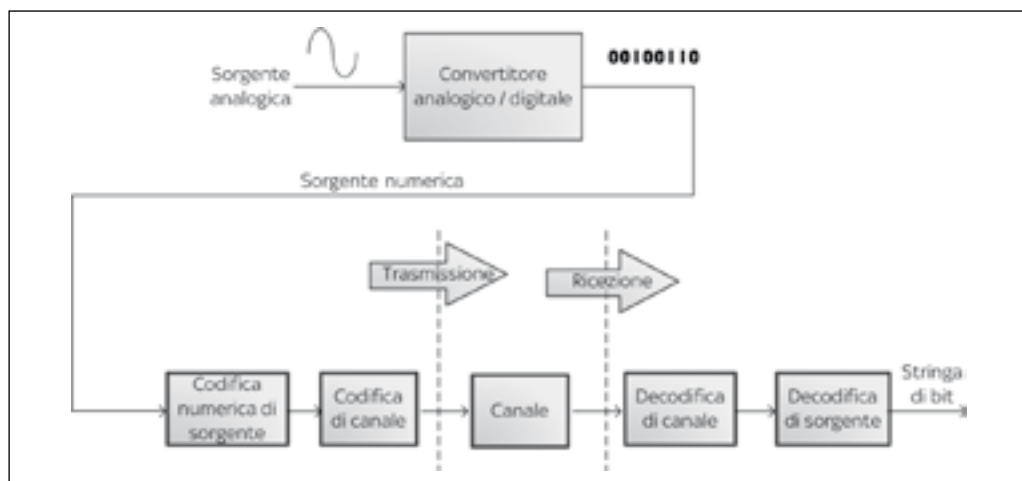 Sorgente
analogica
Convertitore
analogico / digitale
00100110
Sorgente numerica
Trasmissione
Ricezione
Codifica
numerica di
sorgente
Codifica
di canale
Canale
Decodifica
di canale
Decodifica
di sorgente
Stringa
di bit